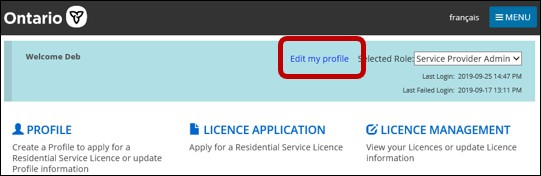 Ontario
français
MENU
Welcome Deb
Edit my profile
Selected Role: Service Provider Admin
Last Login: 2019-09-25 14:47 PM
Last Failed Login: 2019-09-17 13:11 PM
PROFILE
Create a Profile to apply for a
Residential Service Licence or update
Profile information
LICENCE APPLICATION
Apply for a Residential Service Licence
LICENCE MANAGEMENT
View your Licences or update Licence
information